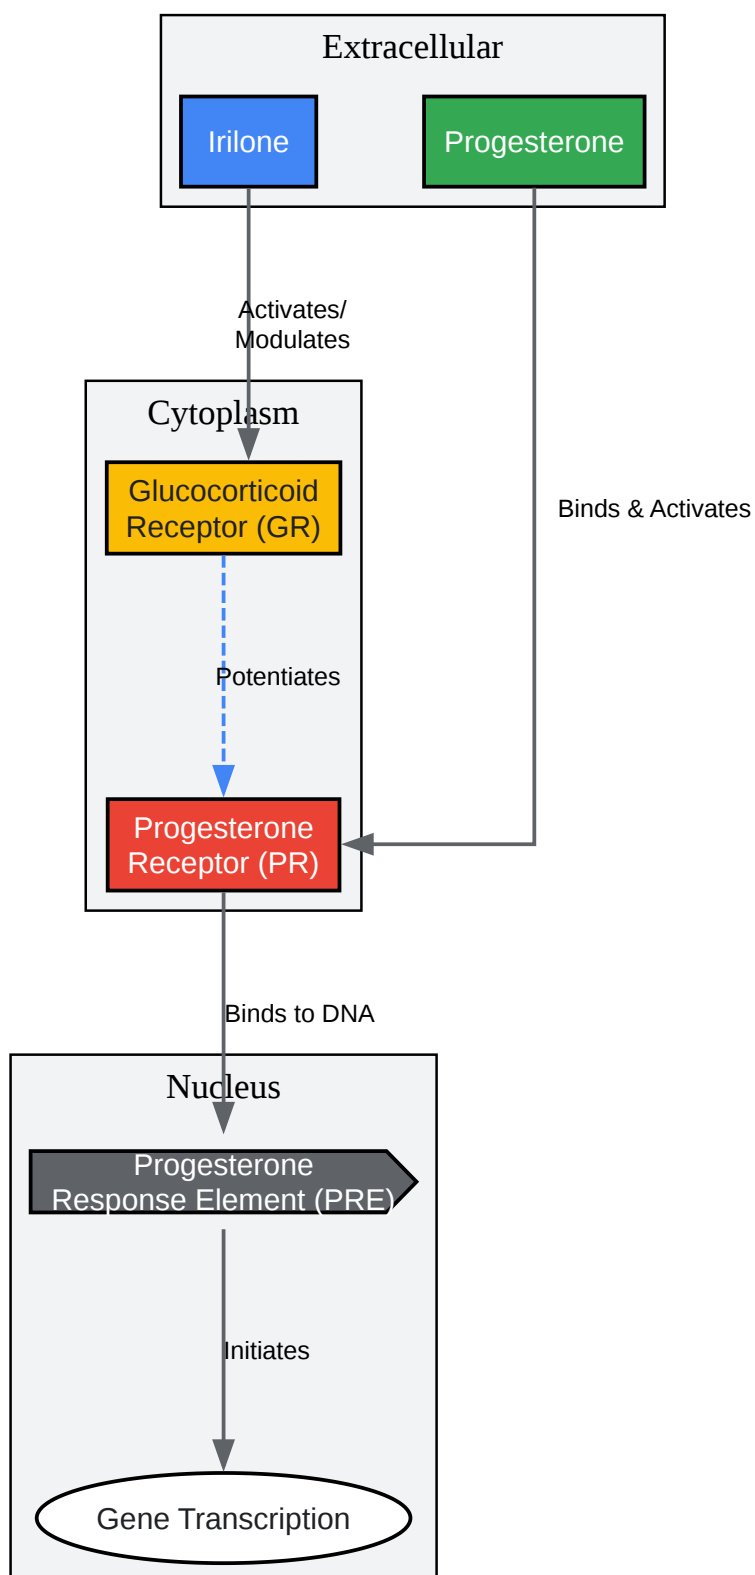 Extracellular
Irilone
Progesterone
Activates/
Modulates
Cytoplasm
Glucocorticoid
Receptor (GR)
Binds & Activates
Potentiates
Progesterone
Receptor (PR)
Binds to DNA
Nucleus
Progesterone
Response Element (PRE)
Initiates
Gene Transcription